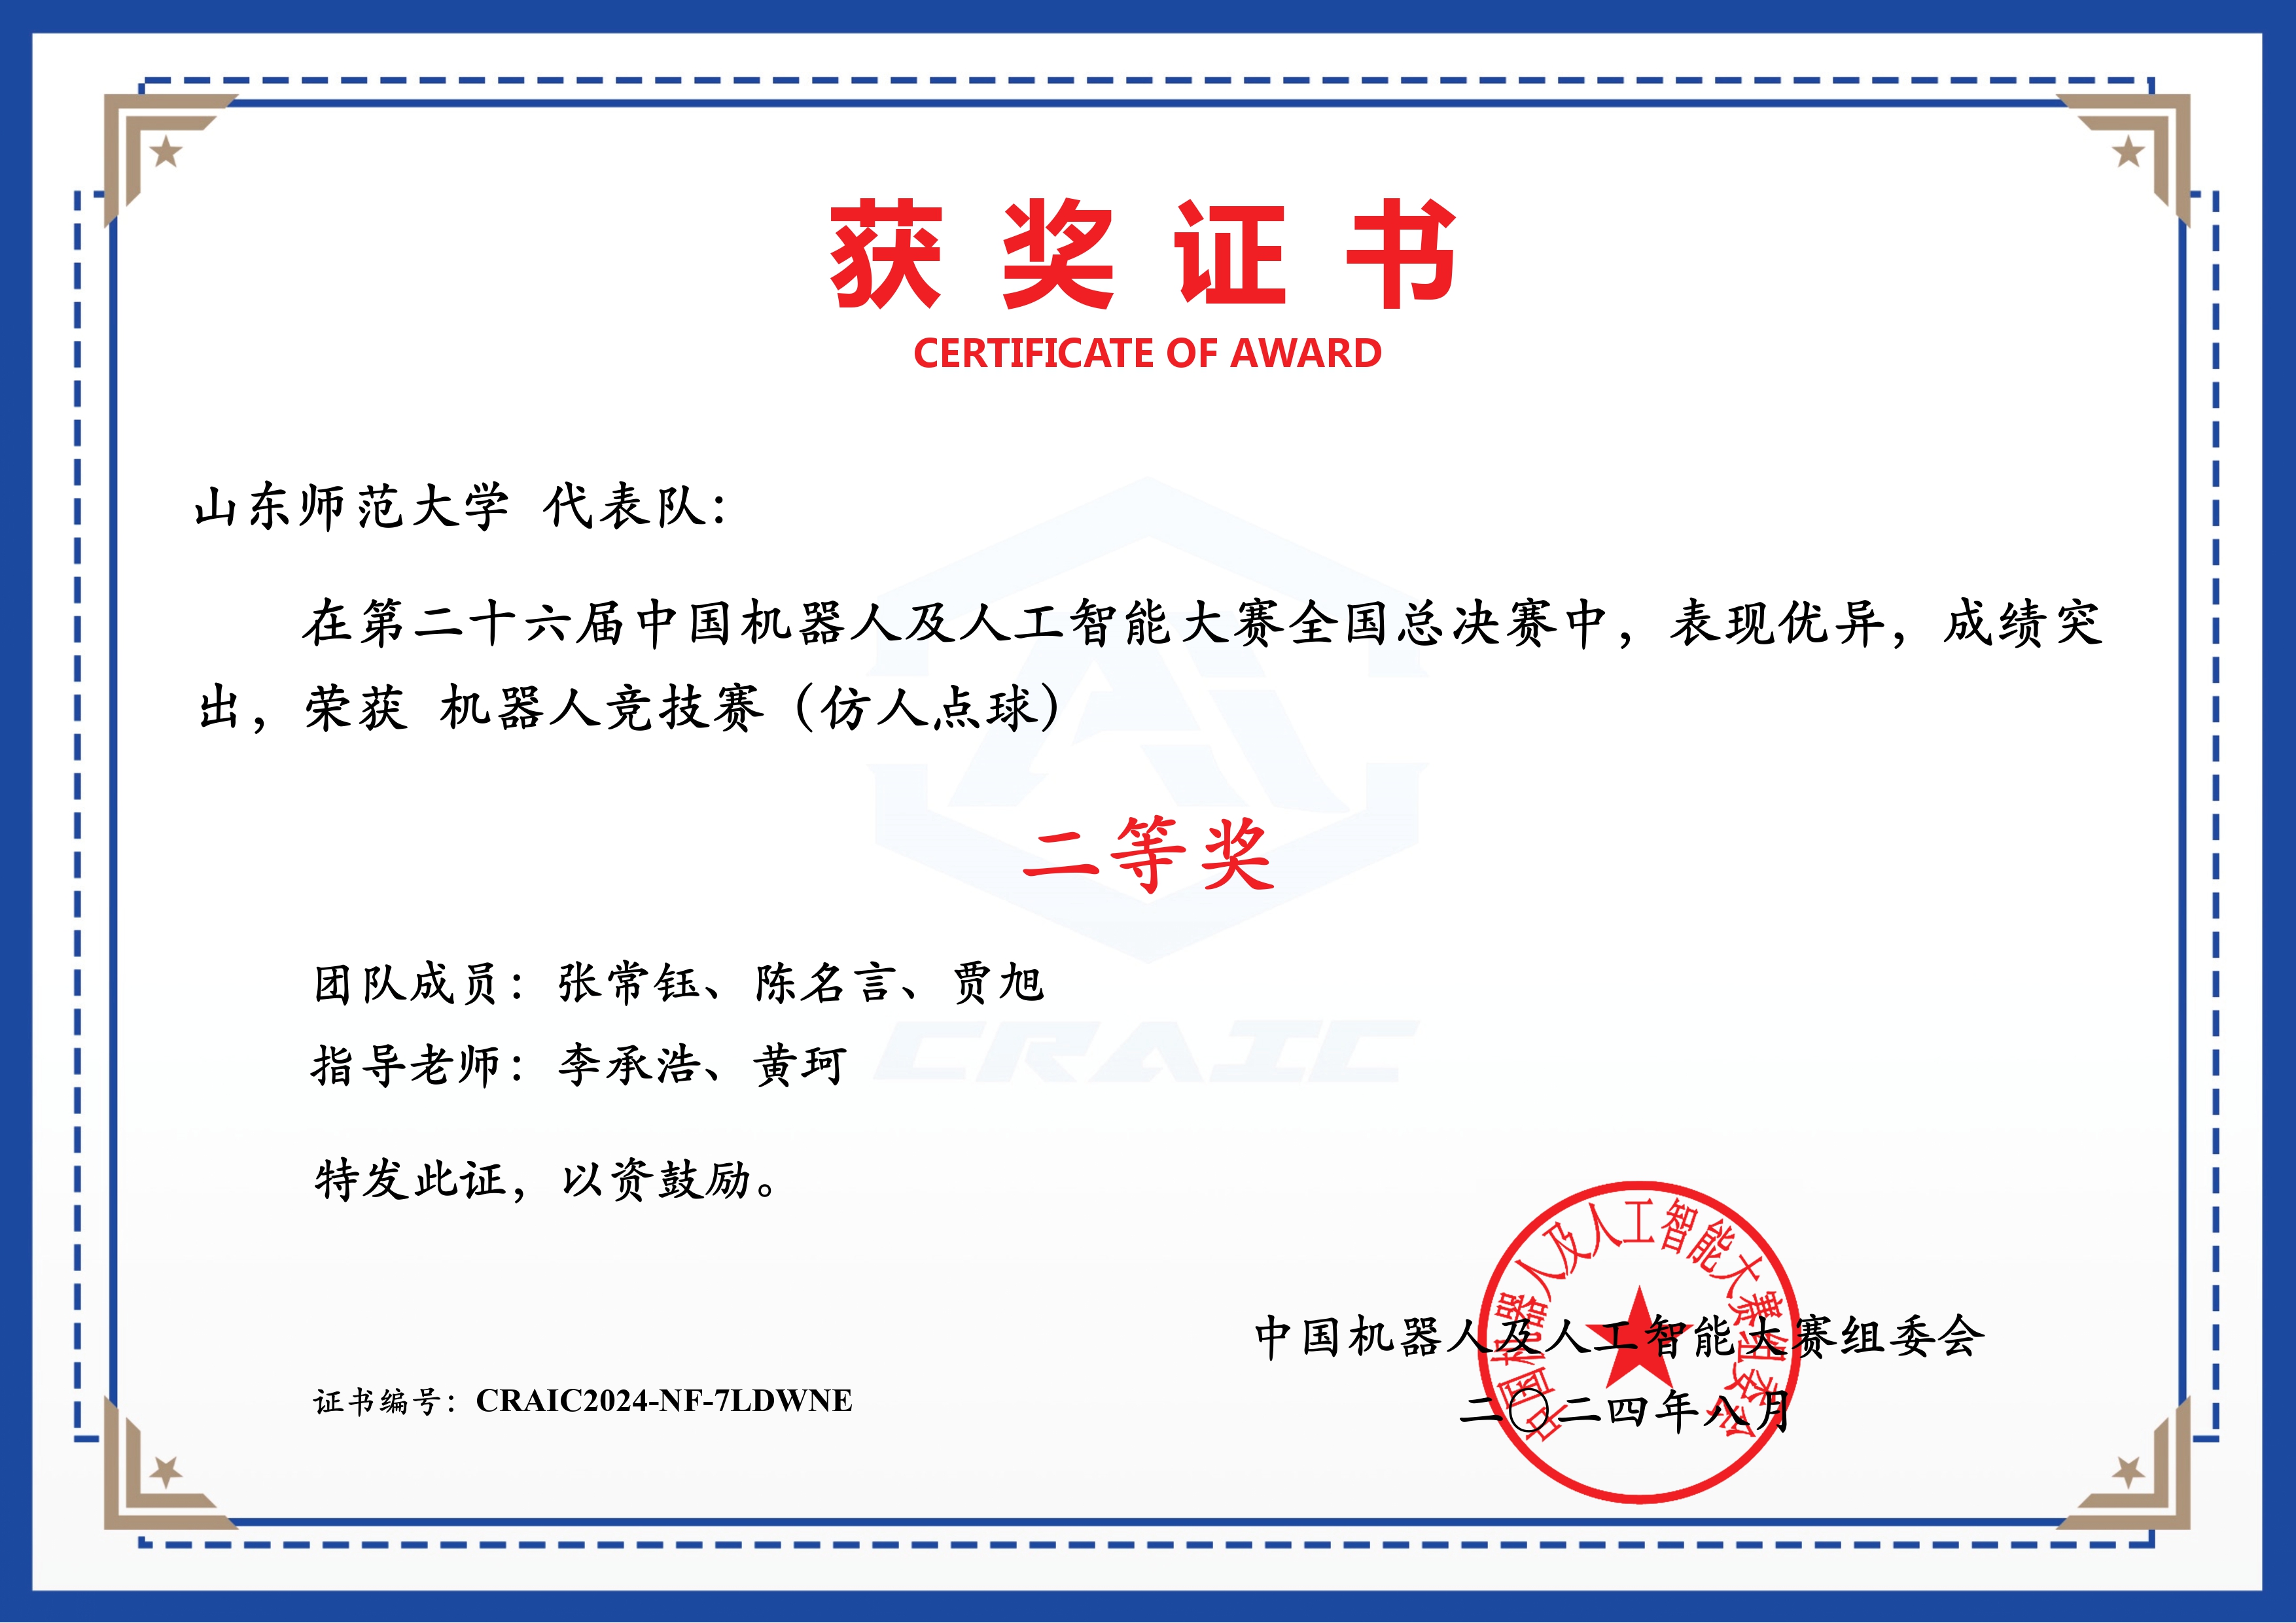 获奖证书
CERTIFICATE OF AWARD
山东师范大学 代表队：
在第二十六届中国机器人及人工智能大赛全国总决赛中，表现优异，成绩突
出，荣获 机器人竞技赛（仿人点球）
二等奖
团队成员：张常钰、陈名言、贾旭
CRAIC
指导老师：李承浩、黄珂
特发此证，以资鼓励。
中国机器人及人工智能大赛组委会
中国机器人及人工智能大赛组委会
二〇二四年八月
证书编号：CRAIC2024-NF-7LDWNE